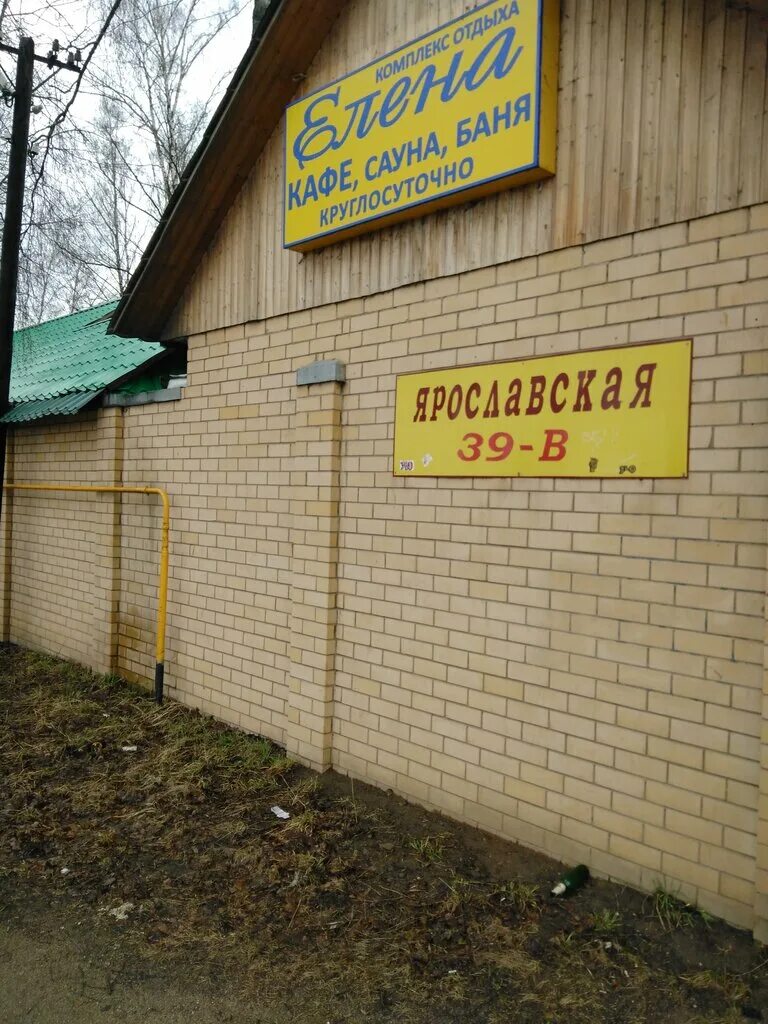 КОМПЛЕКС ОТДЫХА
Елена
КАФЕ, САУНА, БАНЯ
КРУГЛОСУТОЧНО
ЯРОСЛАВСКАЯ
39-В